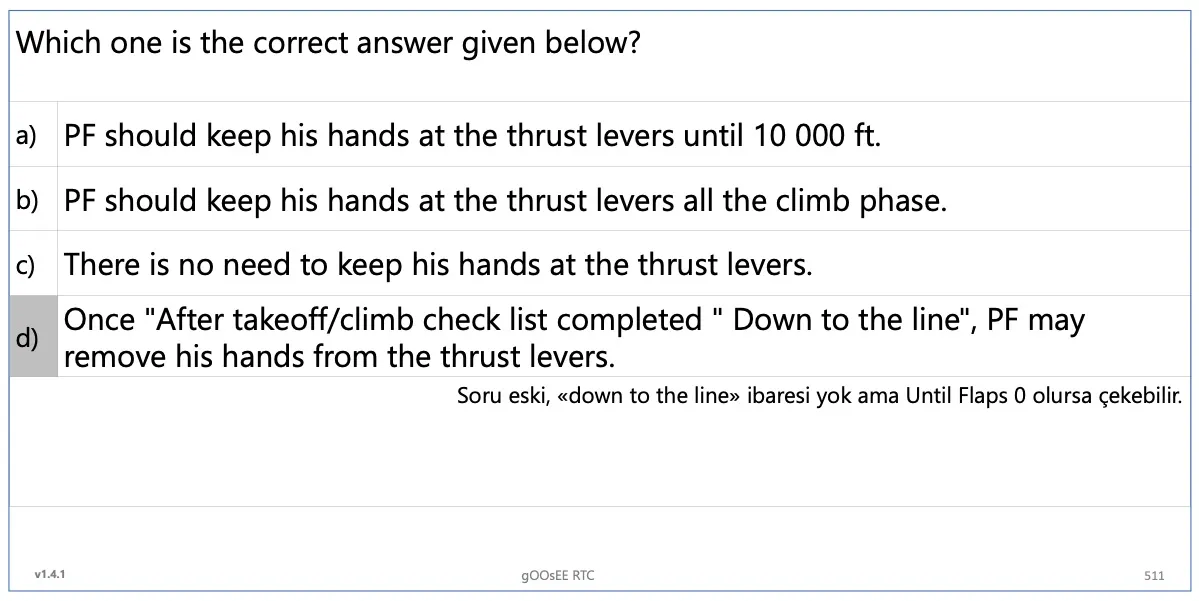 Which one is the correct answer given below?
a) PF should keep his hands at the thrust levers until 10 000 ft.
b) PF should keep his hands at the thrust levers all the climb phase.
c) There is no need to keep his hands at the thrust levers.
d) Once "After takeoff/climb check list completed " Down to the line", PF may
remove his hands from the thrust levers.
Soru eski, «down to the line» ibaresi yok ama Until Flaps 0 olursa çekebilir.
v1.4.1 gOOsEE RTC 511